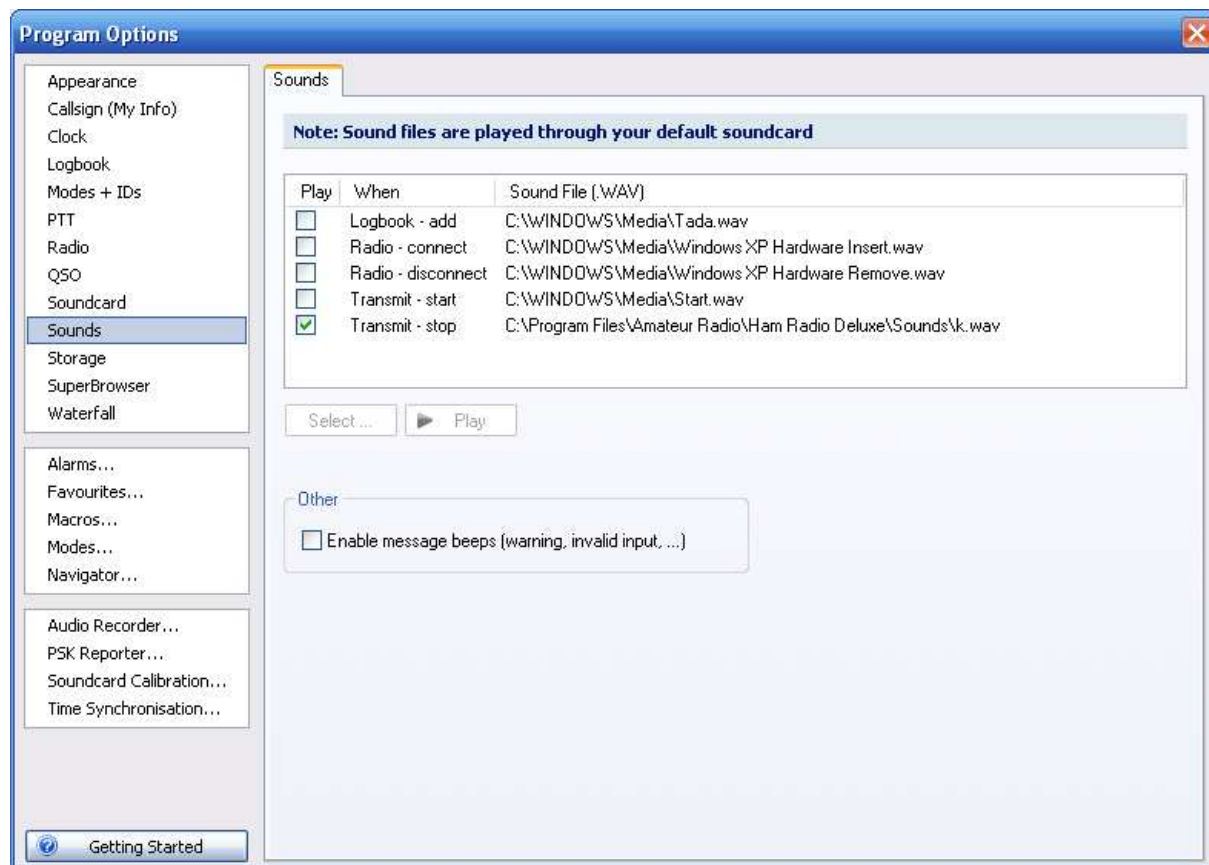 Program Options
Appearance
Callsign (My Info)
Clock
Logbook
Modes + IDs
PTT
Radio
QSO
Soundcard
Sounds
Storage
SuperBrowser
Waterfall
Alarms...
Favourites...
Macros...
Modes...
Navigator...
Audio Recorder...
PSK Reporter...
Soundcard Calibration...
Time Synchronisation...
Getting Started
Sounds
Note: Sound files are played through your default soundcard
Play When Sound File (.WAV)
Logbook - add C:\WINDOWS\Media\Tada.wav
Radio - connect C:\WINDOWS\Media\Windows XP Hardware Insert.wav
Radio - disconnect C:\WINDOWS\Media\Windows XP Hardware Remove.wav
Transmit - start C:\WINDOWS\Media\Start.wav
Transmit - stop C:\Program Files\Amateur Radio\Ham Radio Deluxe\Sounds\k.wav
Select ... Play
Other
Enable message beeps (warning, invalid input, ...)